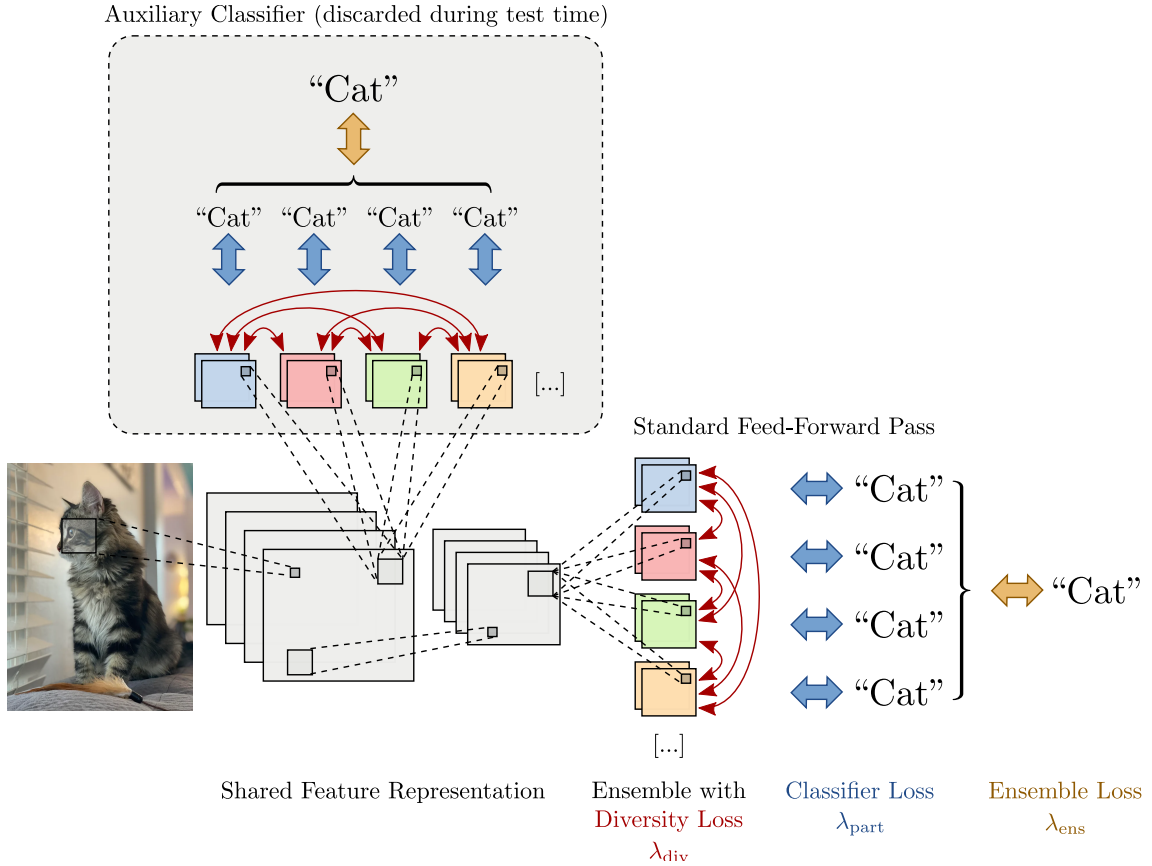 Auxiliary Classifier (discarded during test time)
“Cat”
“Cat” “Cat” “Cat” “Cat”
[...]
Standard Feed-Forward Pass
“Cat”
“Cat”
“Cat”
“Cat”
“Cat”
[...]
Shared Feature Representation
Ensemble with
Diversity Loss
λdiv
Classifier Loss
λpart
Ensemble Loss
λens